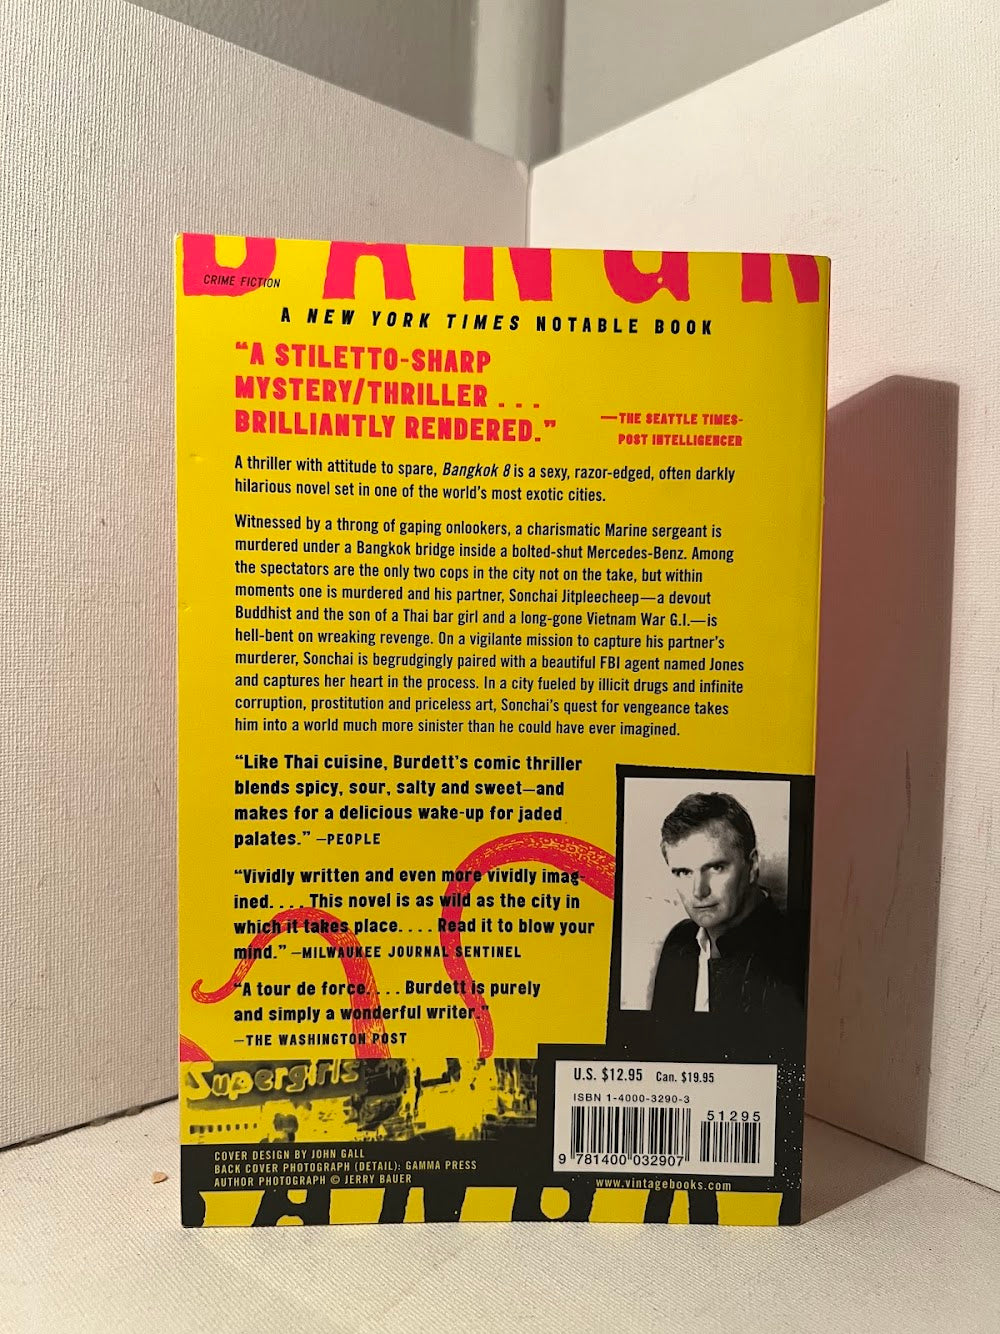 BANGK
CRIME FICTION
A NEW YORK TIMES NOTABLE BOOK
“A STILETTO-SHARP
MYSTERY/THRILLER . . .
BRILLIANTLY RENDERED.”
—THE SEATTLE TIMES-
POST INTELLIGENCER
A thriller with attitude to spare, Bangkok 8 is a sexy, razor-edged, often darkly
hilarious novel set in one of the world’s most exotic cities.
Witnessed by a throng of gaping onlookers, a charismatic Marine sergeant is
murdered under a Bangkok bridge inside a bolted-shut Mercedes-Benz. Among
the spectators are the only two cops in the city not on the take, but within
moments one is murdered and his partner, Sonchai Jitpleecheep—a devout
Buddhist and the son of a Thai bar girl and a long-gone Vietnam War G.I.—is
hell-bent on wreaking revenge. On a vigilante mission to capture his partner’s
murderer, Sonchai is begrudgingly paired with a beautiful FBI agent named Jones
and captures her heart in the process. In a city fueled by illicit drugs and infinite
corruption, prostitution and priceless art, Sonchai’s quest for vengeance takes
him into a world much more sinister than he could have ever imagined.
“Like Thai cuisine, Burdett’s comic thriller
blends spicy, sour, salty and sweet—and
makes for a delicious wake-up for jaded
palates.” —PEOPLE
“Vividly written and even more vividly imag-
ined. . . . This novel is as wild as the city in
which it takes place. . . . Read it to blow your
mind.” —MILWAUKEE JOURNAL SENTINEL
“A tour de force. . . . Burdett is purely
and simply a wonderful writer.”
—THE WASHINGTON POST
Supergirls
U.S. $12.95 Can. $19.95
ISBN 1-4000-3290-3
51295
9 781400 032907
COVER DESIGN BY JOHN GALL
BACK COVER PHOTOGRAPH (DETAIL): GAMMA PRESS
AUTHOR PHOTOGRAPH © JERRY BAUER
www.vintagebooks.com